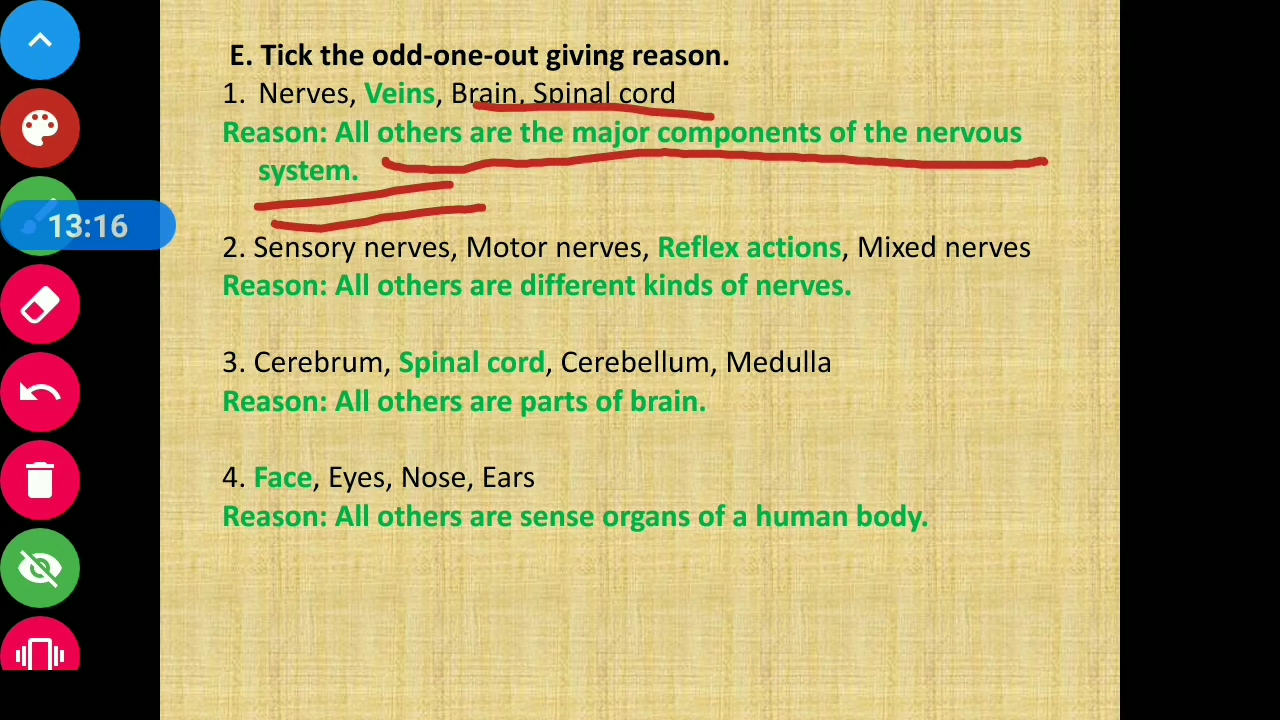 E. Tick the odd-one-out giving reason.
1. Nerves, Veins, Brain, Spinal cord
Reason: All others are the major components of the nervous
system.
13:16
2. Sensory nerves, Motor nerves, Reflex actions, Mixed nerves
Reason: All others are different kinds of nerves.
3. Cerebrum, Spinal cord, Cerebellum, Medulla
Reason: All others are parts of brain.
4. Face, Eyes, Nose, Ears
Reason: All others are sense organs of a human body.